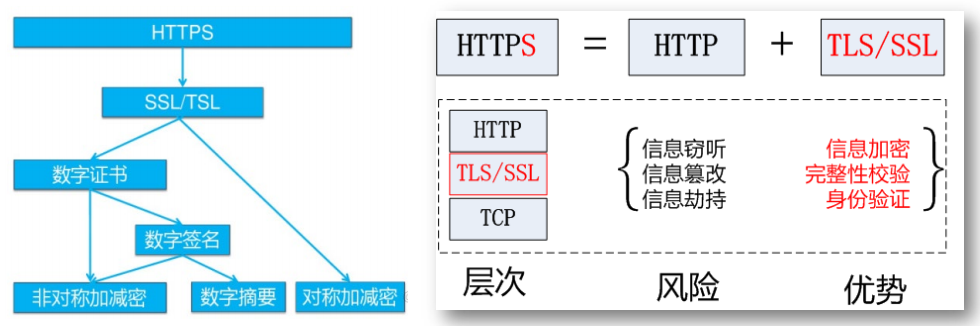 HTTPS
SSL/TSL
数字证书
数字签名
非对称加减密
数字摘要
对称加减密
HTTPS = HTTP + TLS/SSL
HTTP
TLS/SSL
TCP
信息窃听
信息篡改
信息劫持
信息加密
完整性校验
身份验证
层次
风险
优势